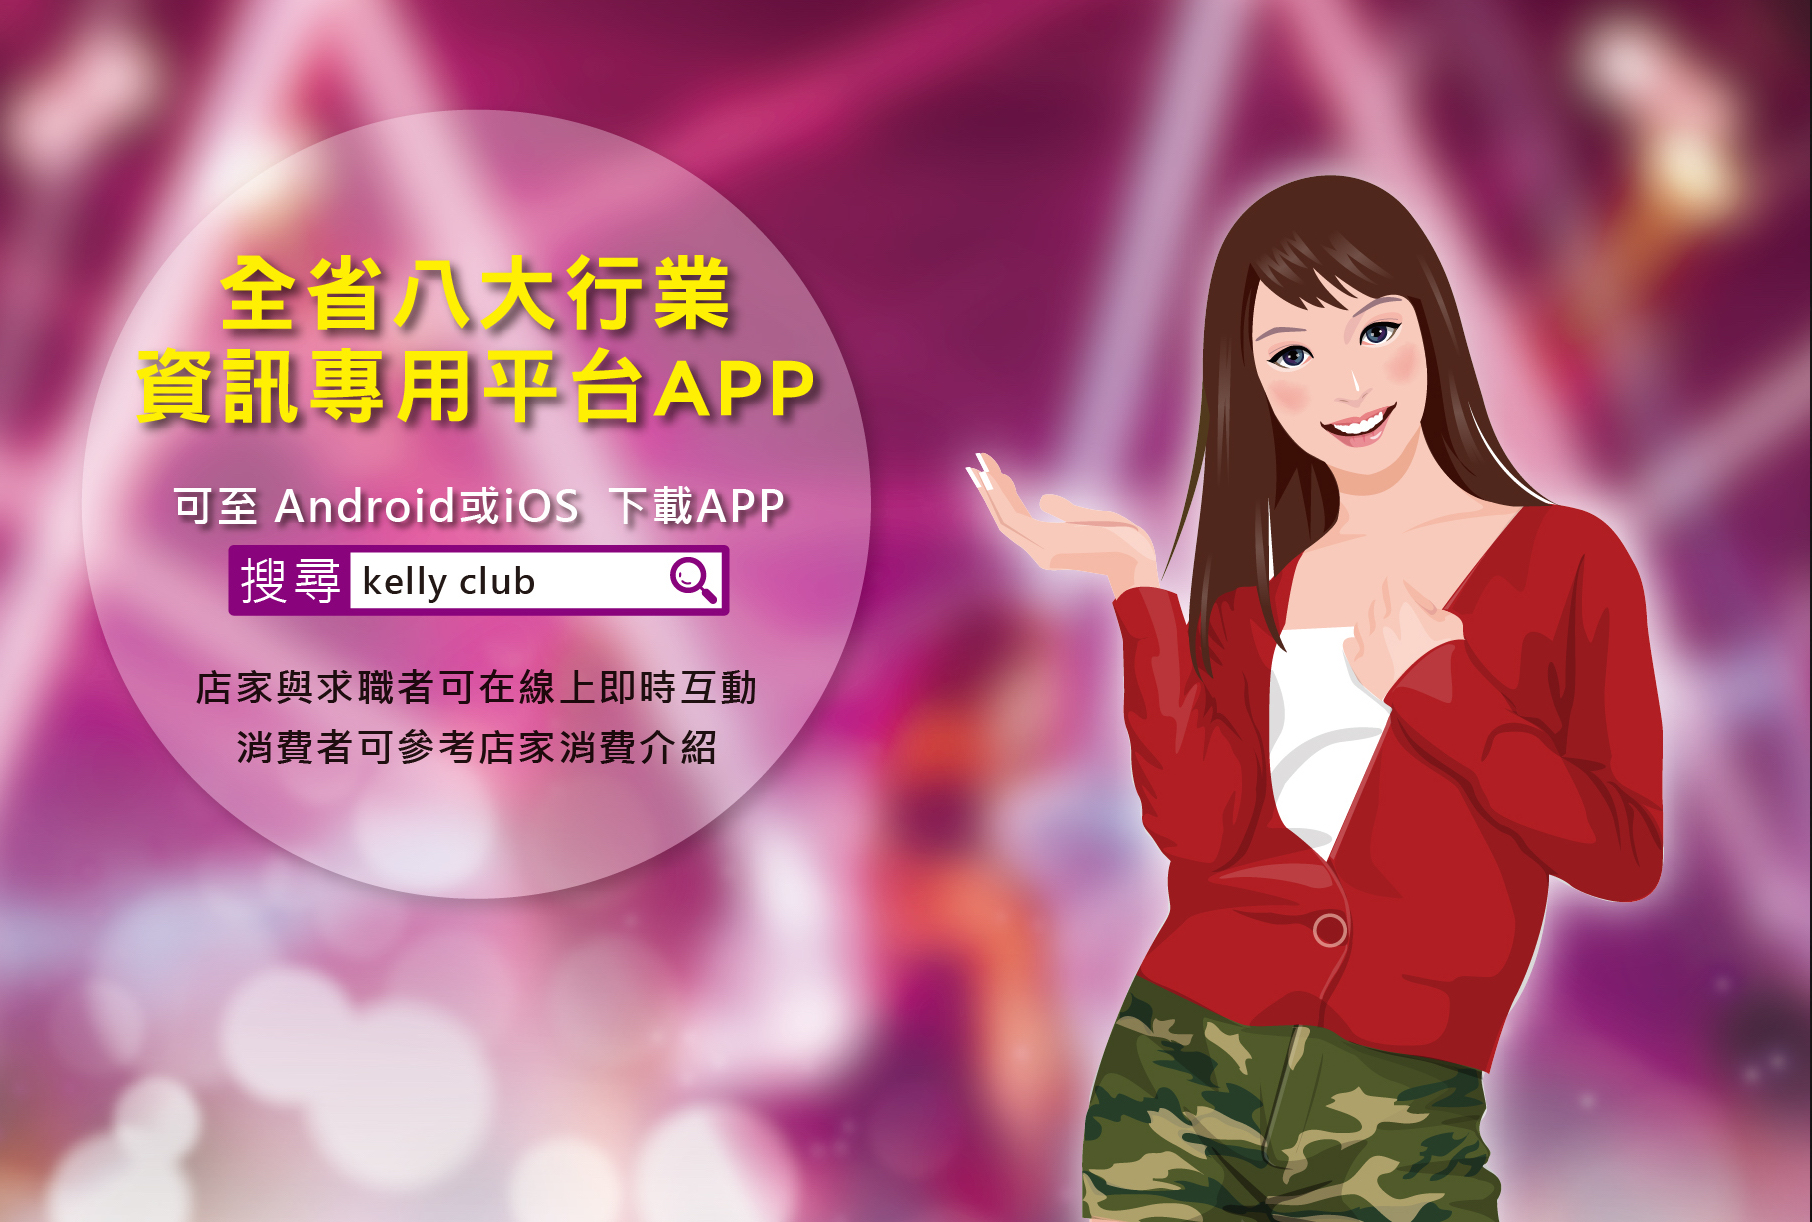 全省八大行業
資訊專用平台APP
可至 Android或iOS 下載APP
搜尋 kelly club
店家與求職者可在線上即時互動
消費者可參考店家消費介紹